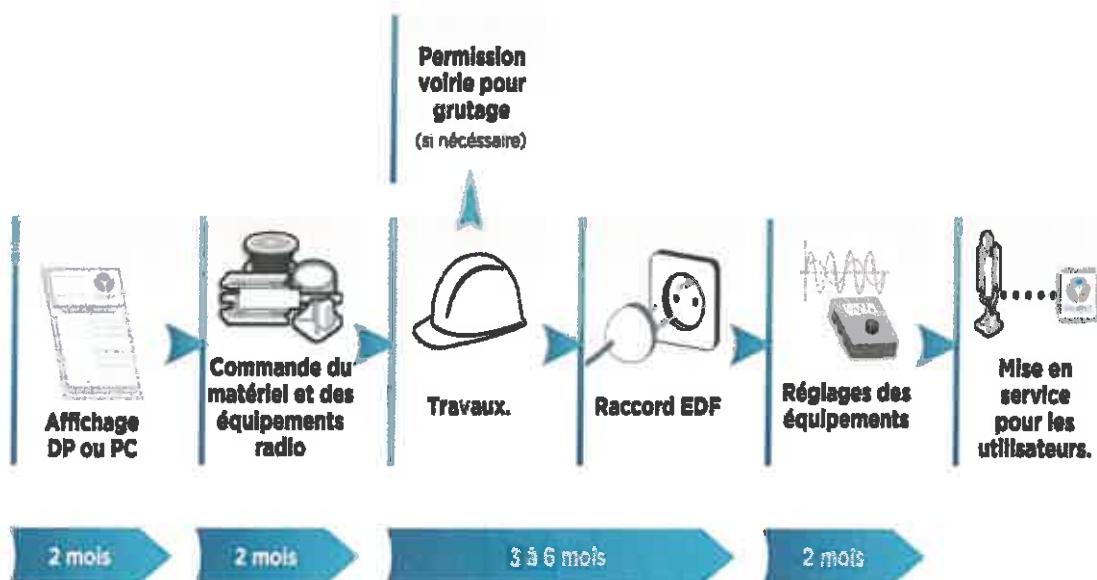 Permission
voirie pour
grutage
(si nécéssaire)
Affichage
DP ou PC
Commande du
matériel et des
équipements
radio
Travaux.
Raccord EDF
Réglages des
équipements
Mise en
service
pour les
utilisateurs.
2 mois
2 mois
3 à 6 mois
2 mois